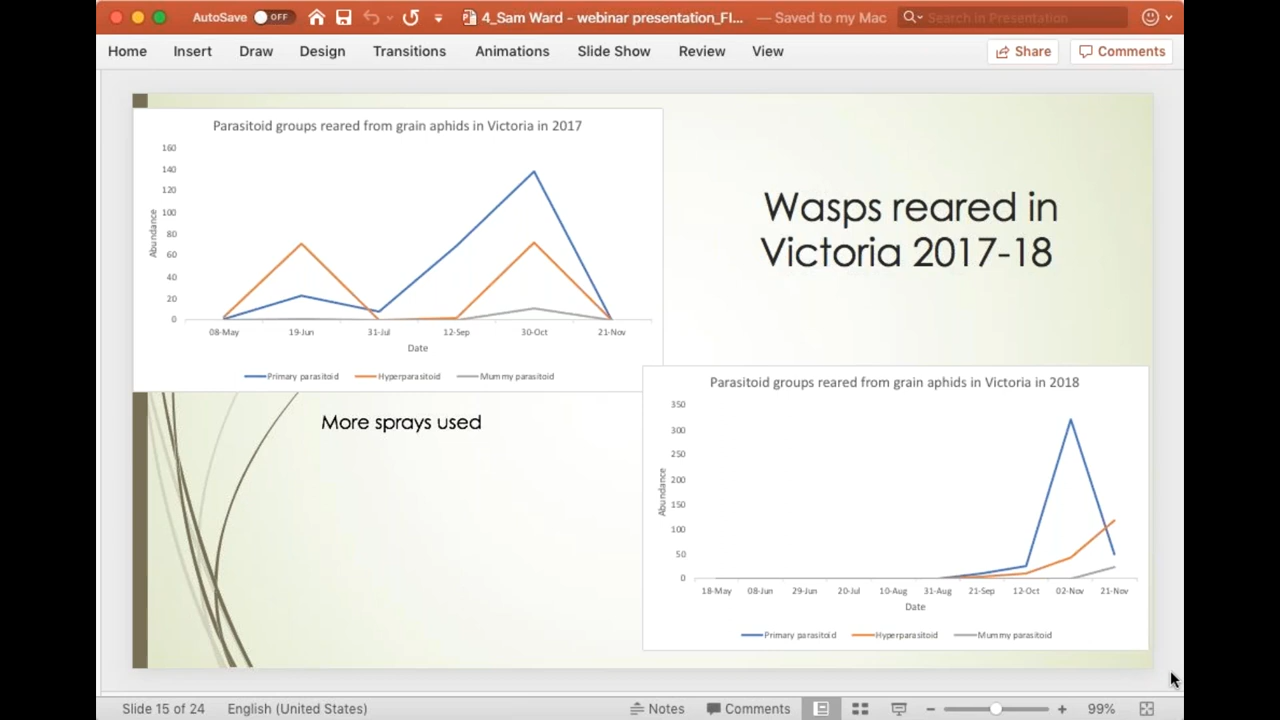 AutoSave OFF
4_Sam Ward - webinar presentation_FI... — Saved to my Mac
Search in Presentation
Home Insert Draw Design Transitions Animations Slide Show Review View Share Comments
Parasitoid groups reared from grain aphids in Victoria in 2017
160
140
120
100
80
60
40
20
0
Abundance
08-May 19-Jun 31-Jul 12-Sep 30-Oct 21-Nov
Date
Primary parasitoid Hyperparasitoid Mummy parasitoid
Wasps reared in
Victoria 2017-18
More sprays used
Parasitoid groups reared from grain aphids in Victoria in 2018
350
300
250
200
150
100
50
0
Abundance
18-May 08-Jun 29-Jun 20-Jul 10-Aug 31-Aug 21-Sep 12-Oct 02-Nov 21-Nov
Date
Primary parasitoid Hyperparasitoid Mummy parasitoid
Slide 15 of 24 English (United States) Notes Comments 99%